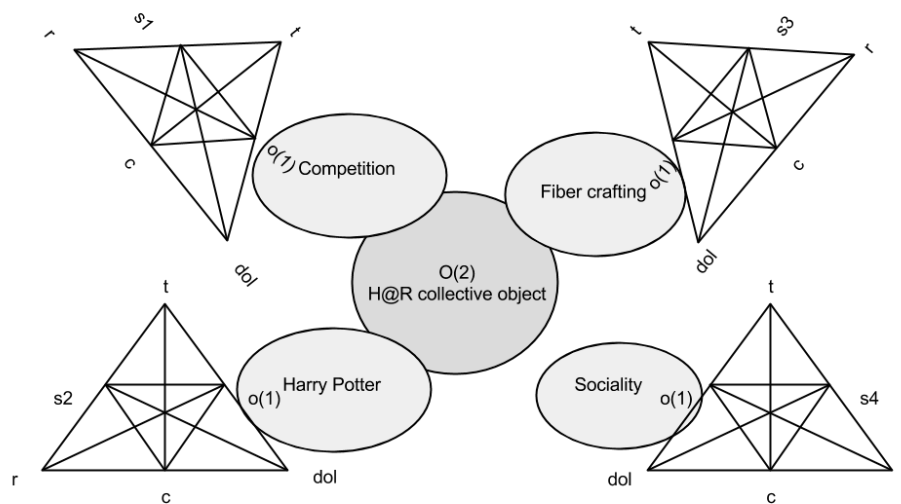 r
s1
t
c
dol
o(1)
Competition
t
s3
r
Fiber crafting
o(1)
c
dol
O(2)
H@R collective object
t
s2
Harry Potter
o(1)
r
c
dol
t
Sociality
o(1)
s4
dol
c